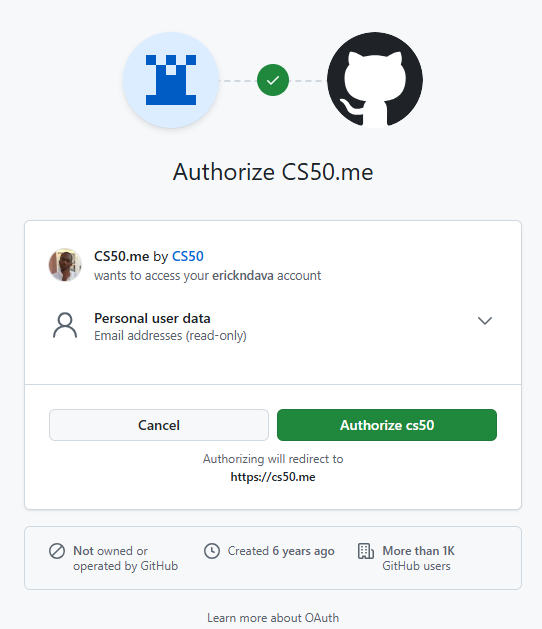 Authorize CS50.me
CS50.me by CS50
wants to access your erickndava account
Personal user data
Email addresses (read-only)
Cancel
Authorize cs50
Authorizing will redirect to
https://cs50.me
Not owned or
operated by GitHub
Created 6 years ago
More than 1K
GitHub users
Learn more about OAuth